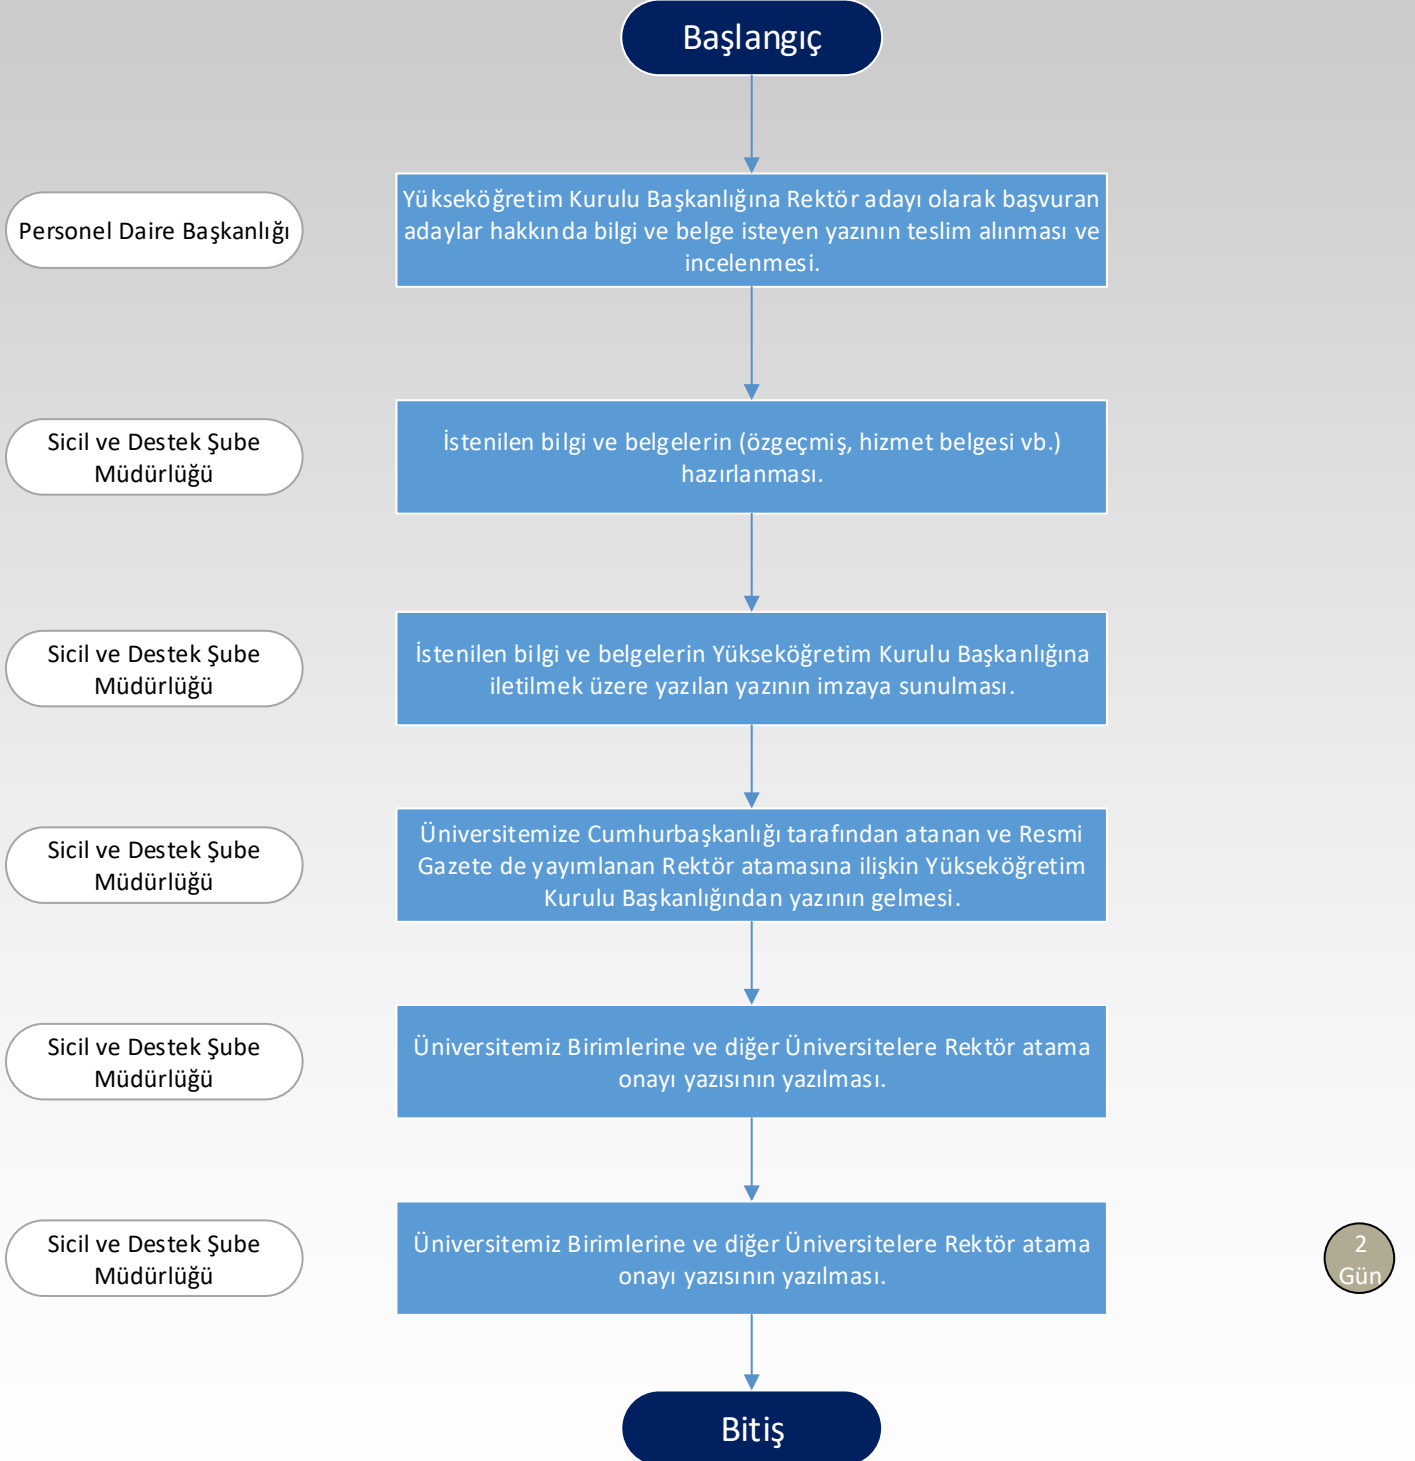 Başlangıç
Personel Daire Başkanlığı
Yükseköğretim Kurulu Başkanlığına Rektör adayı olarak başvuran
adaylar hakkında bilgi ve belge isteyen yazının teslim alınması ve
incelenmesi.
Sicil ve Destek Şube
Müdürlüğü
İstenilen bilgi ve belgelerin (özgeçmiş, hizmet belgesi vb.)
hazırlanması.
Sicil ve Destek Şube
Müdürlüğü
İstenilen bilgi ve belgelerin Yükseköğretim Kurulu Başkanlığına
iletilmek üzere yazılan yazının imzaya sunulması.
Sicil ve Destek Şube
Müdürlüğü
Üniversitemize Cumhurbaşkanlığı tarafından atanan ve Resmi
Gazete de yayımlanan Rektör atamasına ilişkin Yükseköğretim
Kurulu Başkanlığından yazının gelmesi.
Sicil ve Destek Şube
Müdürlüğü
Üniversitemiz Birimlerine ve diğer Üniversitelere Rektör atama
onayı yazısının yazılması.
Sicil ve Destek Şube
Müdürlüğü
Üniversitemiz Birimlerine ve diğer Üniversitelere Rektör atama
onayı yazısının yazılması.
2
Gün
Bitiş